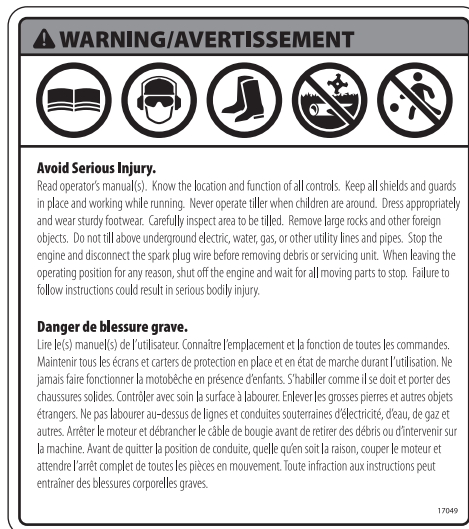 WARNING/AVERTISSEMENT
Avoid Serious Injury.
Read operator's manual(s). Know the location and function of all controls. Keep all shields and guards
in place and working while running. Never operate tiller when children are around. Dress appropriately
and wear sturdy footwear. Carefully inspect area to be tilled. Remove large rocks and other foreign
objects. Do not till above underground electric, water, gas, or other utility lines and pipes. Stop the
engine and disconnect the spark plug wire before removing debris or servicing unit. When leaving the
operating position for any reason, shut off the engine and wait for all moving parts to stop. Failure to
follow instructions could result in serious bodily injury.
Danger de blessure grave.
Lire le(s) manuel(s) de l'utilisateur. Connaître l'emplacement et la fonction de toutes les commandes.
Maintenir tous les écrans et carters de protection en place et en état de marche durant l'utilisation. Ne
jamais faire fonctionner la motobêche en présence d'enfants. S'habiller comme il se doit et porter des
chaussures solides. Contrôler avec soin la surface à labourer. Enlever les grosses pierres et autres objets
étrangers. Ne pas labourer au-dessus de lignes et conduites souterraines d'électricité, d'eau, de gaz et
autres. Arrêter le moteur et débrancher le câble de bougie avant de retirer des débris ou d'intervenir sur
la machine. Avant de quitter la position de conduite, quelle qu'en soit la raison, couper le moteur et
attendre l'arrêt complet de toutes les pièces en mouvement. Toute infraction aux instructions peut
entraîner des blessures corporelles graves.
17049